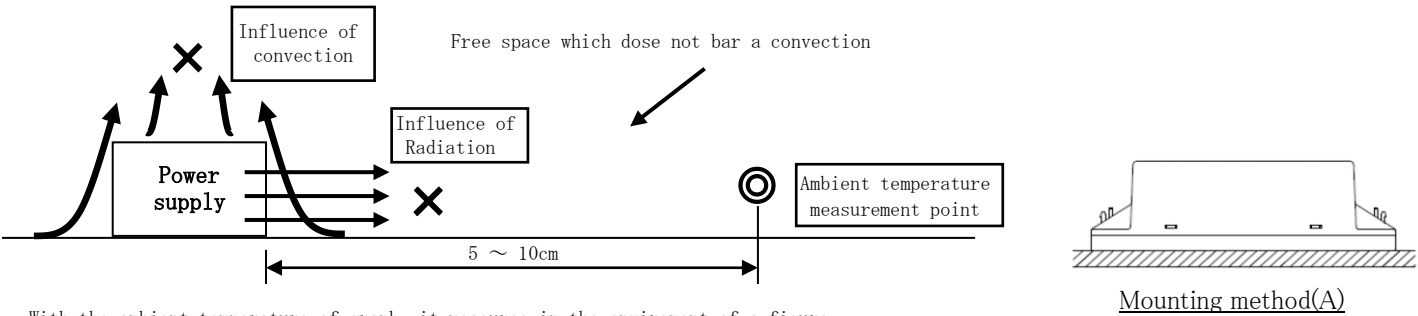 Influence of
convection
Free space which dose not bar a convection
Influence of
Radiation
Power
supply
Ambient temperature
measurement point
5 ～ 10cm
Mounting method(A)